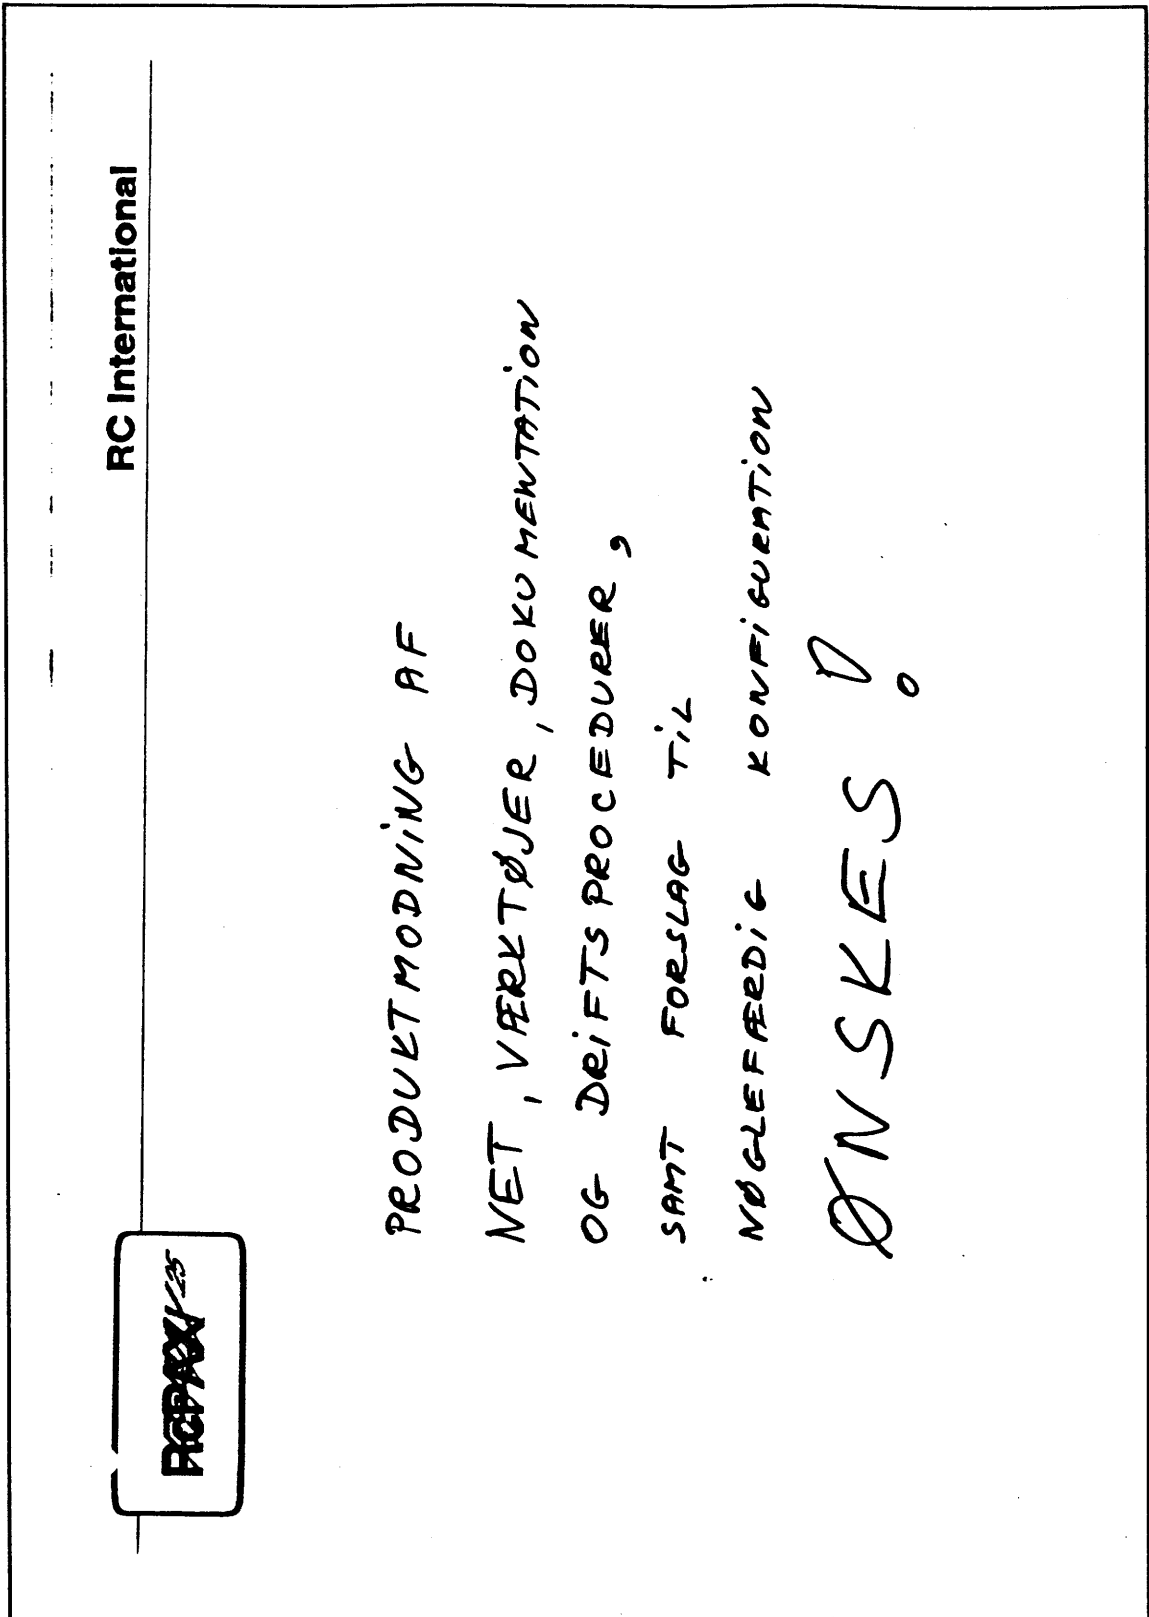 RC International
PRODUKTMODNING AF
NET, VÆRKTØJER, DOKUMENTATION
OG DRIFTSPROCEDURER,
SAMT FORSLAG TIL
NØGLEFÆRDIG KONFIGURATION
ØNSKES!